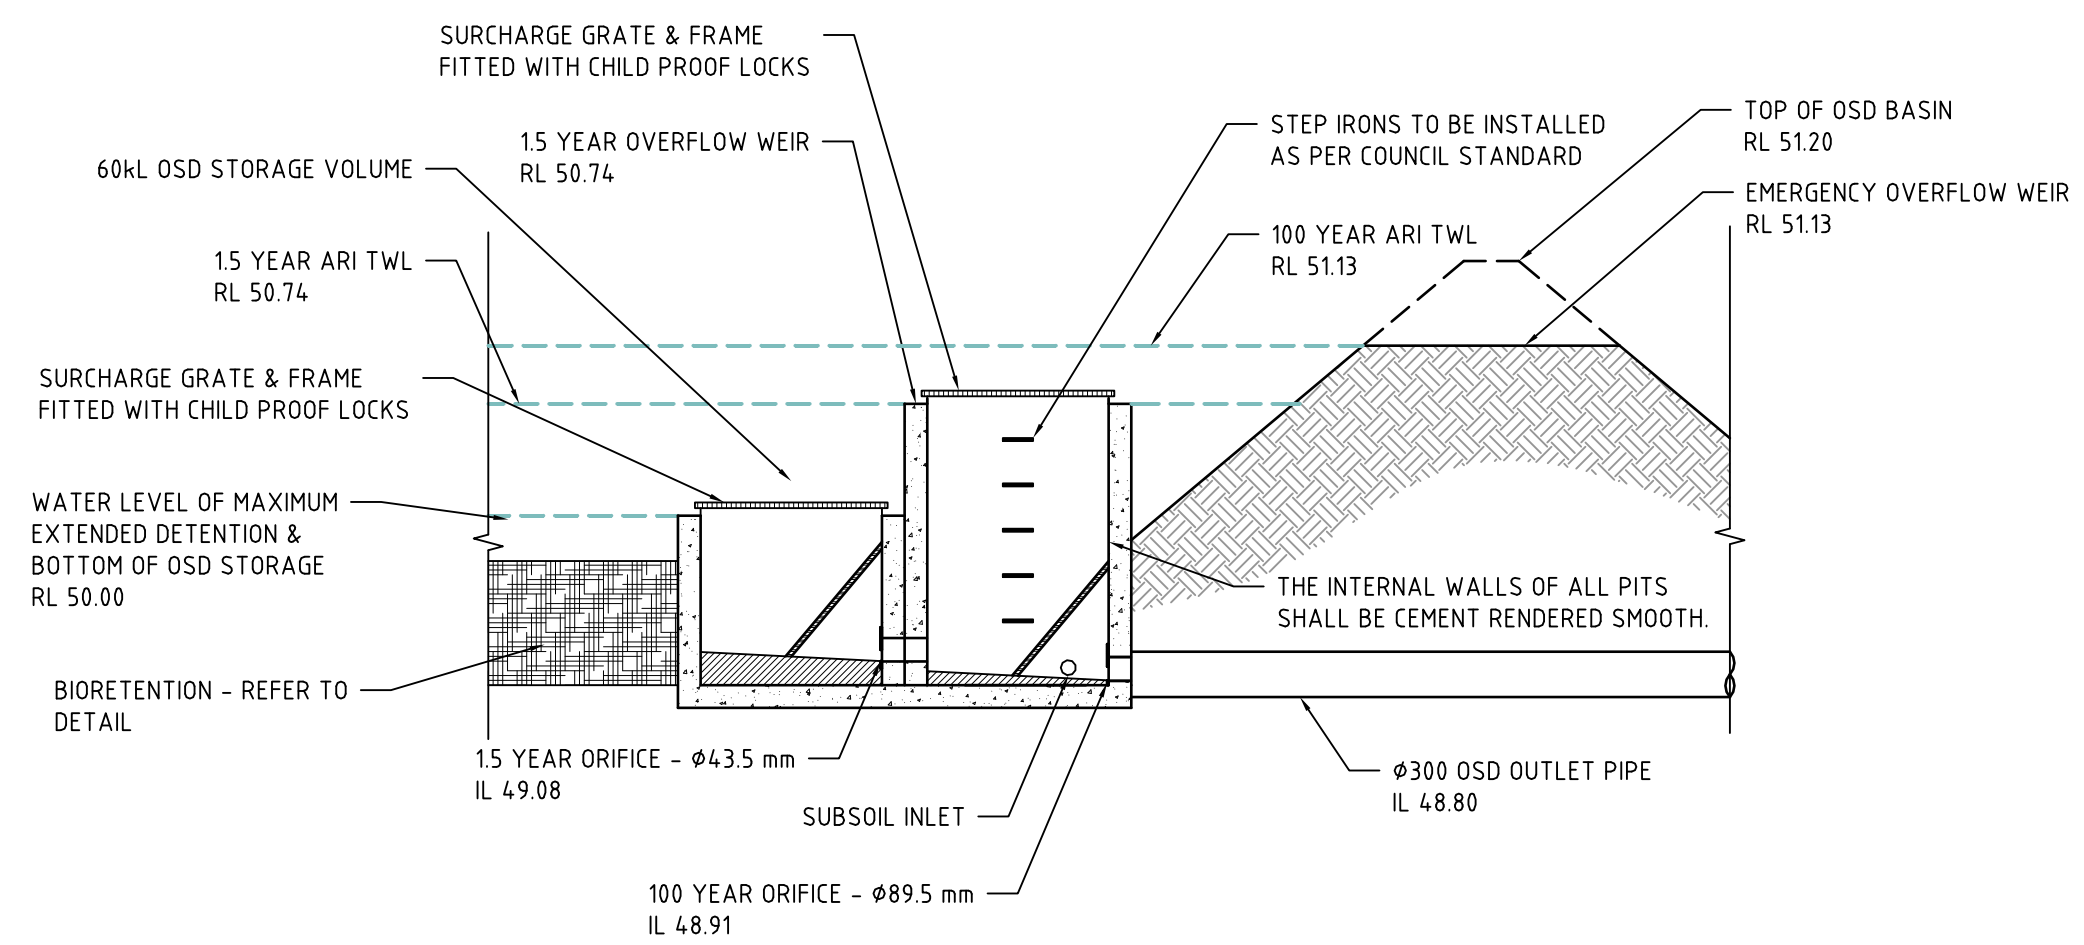 SURCHARGE GRATE & FRAME
FITTED WITH CHILD PROOF LOCKS
1.5 YEAR OVERFLOW WEIR
RL 50.74
60kL OSD STORAGE VOLUME
1.5 YEAR ARI TWL
RL 50.74
SURCHARGE GRATE & FRAME
FITTED WITH CHILD PROOF LOCKS
WATER LEVEL OF MAXIMUM
EXTENDED DETENTION &
BOTTOM OF OSD STORAGE
RL 50.00
BIORETENTION - REFER TO
DETAIL
STEP IRONS TO BE INSTALLED
AS PER COUNCIL STANDARD
100 YEAR ARI TWL
RL 51.13
TOP OF OSD BASIN
RL 51.20
EMERGENCY OVERFLOW WEIR
RL 51.13
THE INTERNAL WALLS OF ALL PITS
SHALL BE CEMENT RENDERED SMOOTH.
1.5 YEAR ORIFICE - Ø43.5 mm
IL 49.08
SUBSOIL INLET
100 YEAR ORIFICE - Ø89.5 mm
IL 48.91
Ø300 OSD OUTLET PIPE
IL 48.80